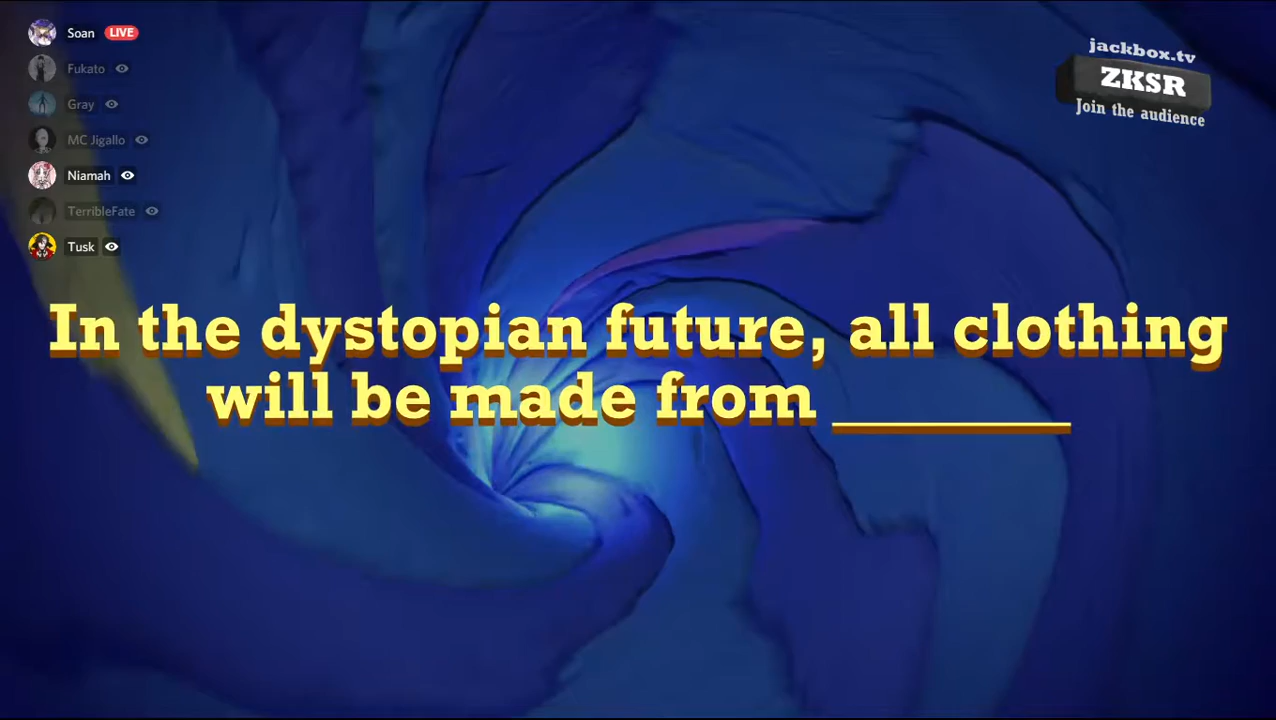 Soan LIVE
Fukato
Gray
MC Jigallo
Niamah
TerribleFate
Tusk
jackbox.tv
ZKSR
Join the audience
In the dystopian future, all clothing
will be made from ________